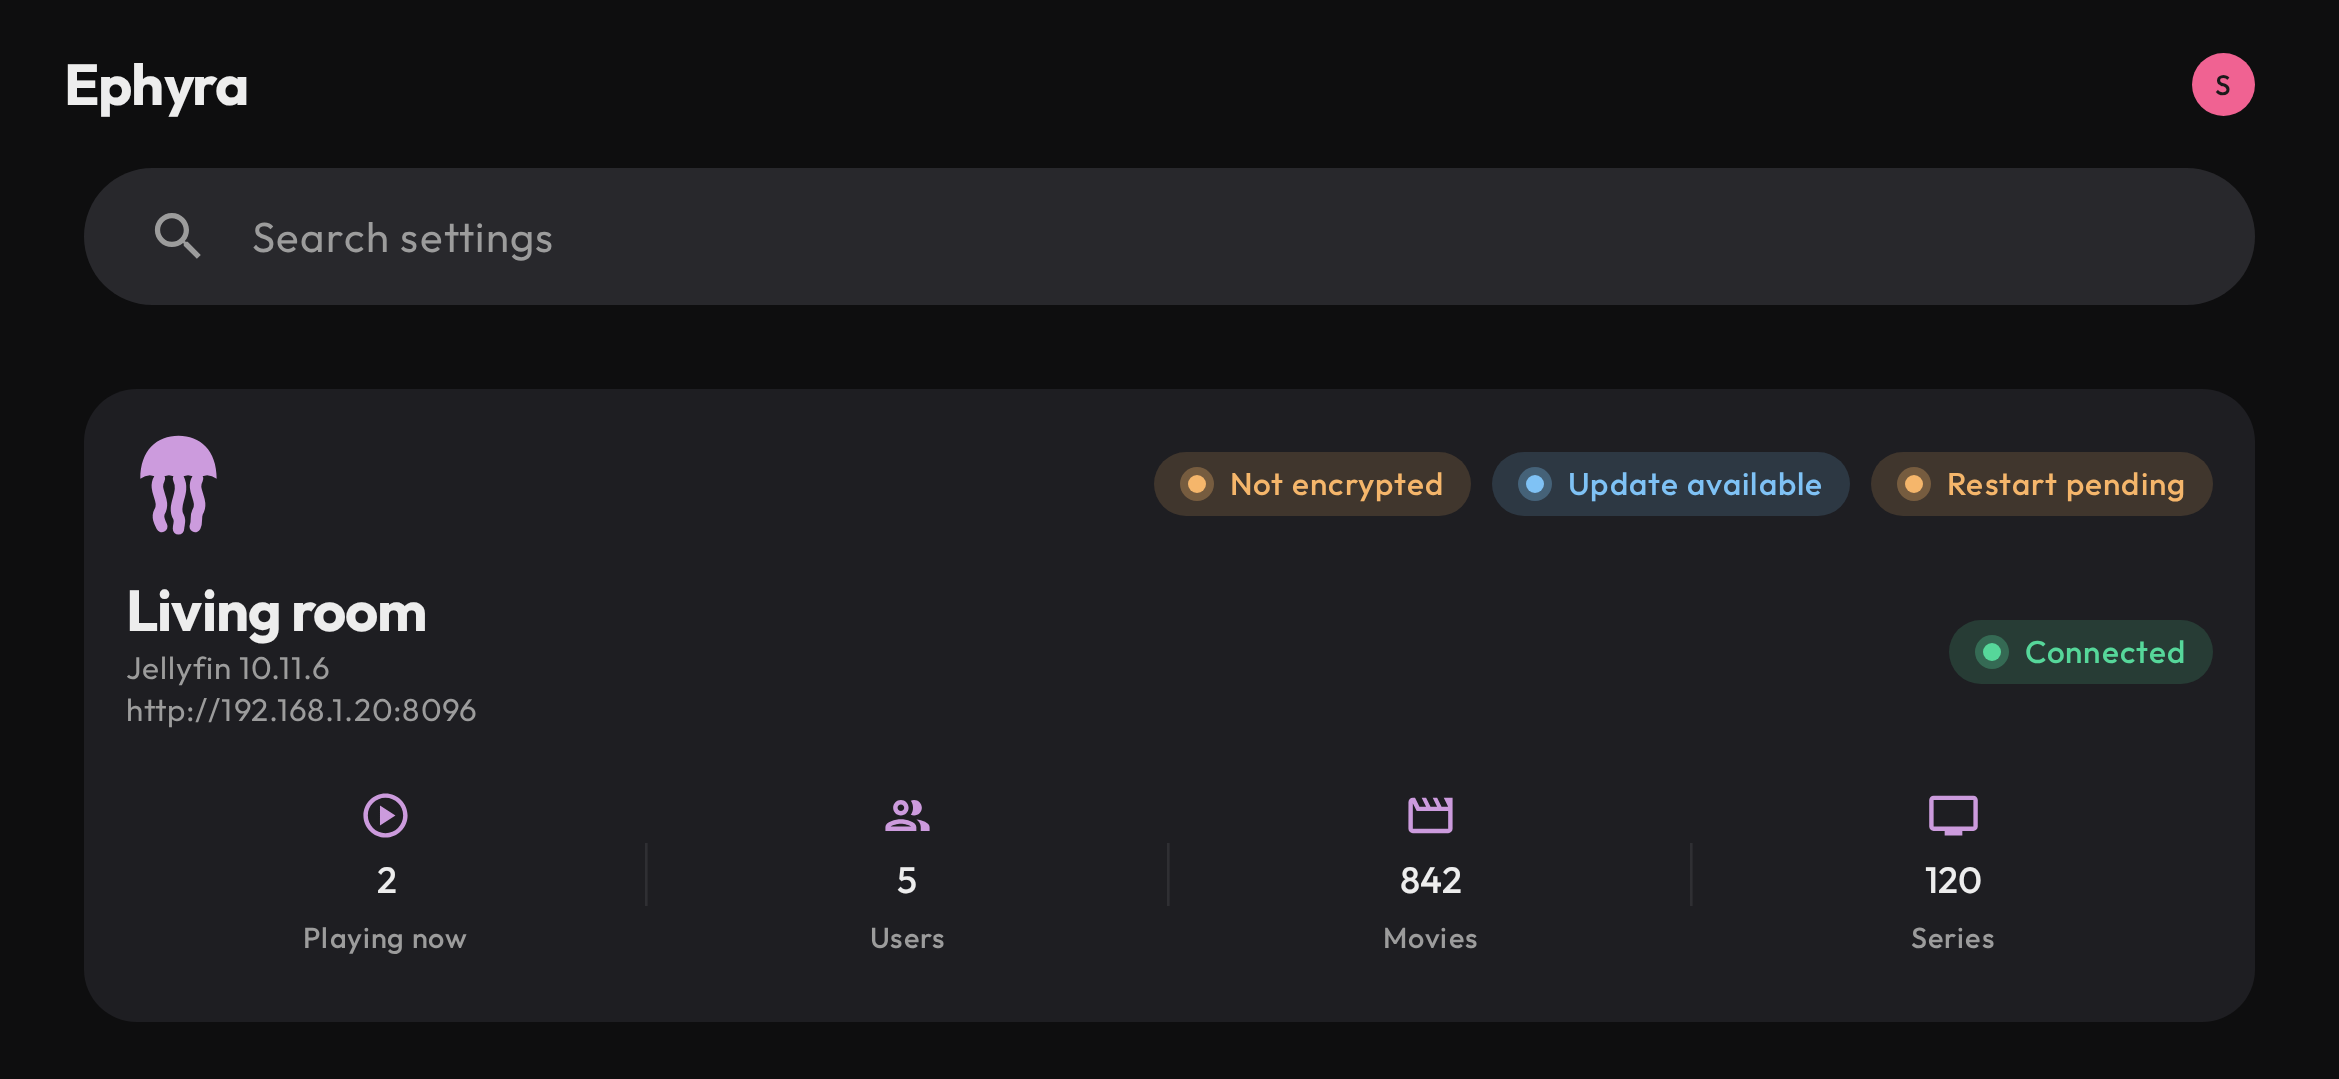 Ephyra
S
Search settings
Not encrypted
Update available
Restart pending
Living room
Jellyfin 10.11.6
http://192.168.1.20:8096
Connected
2
Playing now
5
Users
842
Movies
120
Series